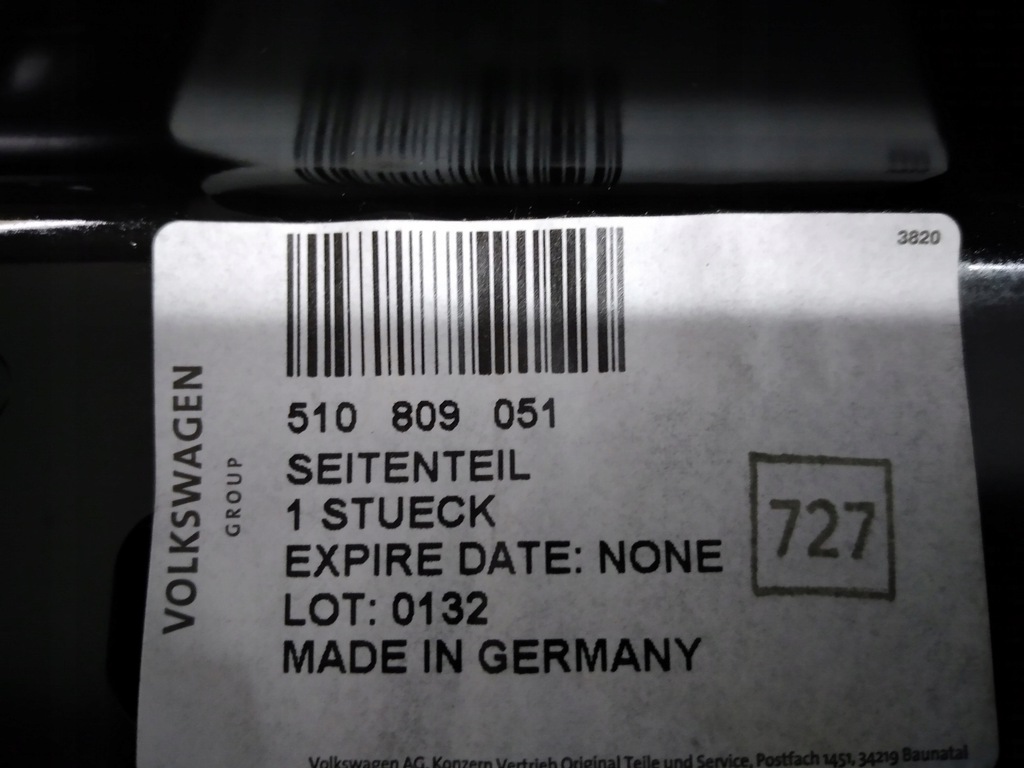 3820
510 809 051
SEITENTEIL
1 STUECK
EXPIRE DATE: NONE
LOT: 0132
MADE IN GERMANY
727
VOLKSWAGEN
GROUP
Volkswagen AG, Konzern Vertrieb Original Teile und Service, Postfach 1451, 34219 Baunatal